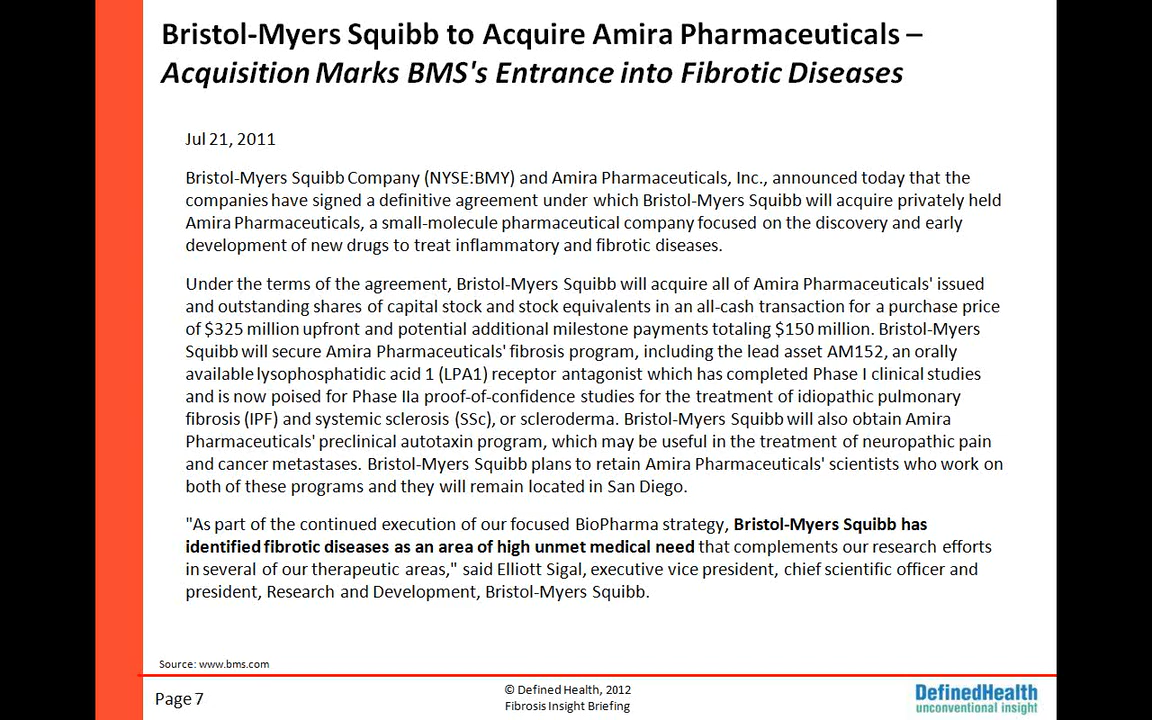 Bristol-Myers Squibb to Acquire Amira Pharmaceuticals –
Acquisition Marks BMS's Entrance into Fibrotic Diseases
Jul 21, 2011
Bristol-Myers Squibb Company (NYSE:BMY) and Amira Pharmaceuticals, Inc., announced today that the
companies have signed a definitive agreement under which Bristol-Myers Squibb will acquire privately held
Amira Pharmaceuticals, a small-molecule pharmaceutical company focused on the discovery and early
development of new drugs to treat inflammatory and fibrotic diseases.
Under the terms of the agreement, Bristol-Myers Squibb will acquire all of Amira Pharmaceuticals' issued
and outstanding shares of capital stock and stock equivalents in an all-cash transaction for a purchase price
of $325 million upfront and potential additional milestone payments totaling $150 million. Bristol-Myers
Squibb will secure Amira Pharmaceuticals' fibrosis program, including the lead asset AM152, an orally
available lysophosphatidic acid 1 (LPA1) receptor antagonist which has completed Phase I clinical studies
and is now poised for Phase IIa proof-of-confidence studies for the treatment of idiopathic pulmonary
fibrosis (IPF) and systemic sclerosis (SSc), or scleroderma. Bristol-Myers Squibb will also obtain Amira
Pharmaceuticals' preclinical autotaxin program, which may be useful in the treatment of neuropathic pain
and cancer metastases. Bristol-Myers Squibb plans to retain Amira Pharmaceuticals' scientists who work on
both of these programs and they will remain located in San Diego.
"As part of the continued execution of our focused BioPharma strategy, Bristol-Myers Squibb has
identified fibrotic diseases as an area of high unmet medical need that complements our research efforts
in several of our therapeutic areas," said Elliott Sigal, executive vice president, chief scientific officer and
president, Research and Development, Bristol-Myers Squibb.
Source: www.bms.com
Page 7
© Defined Health, 2012
Fibrosis Insight Briefing
DefinedHealth
unconventional insight